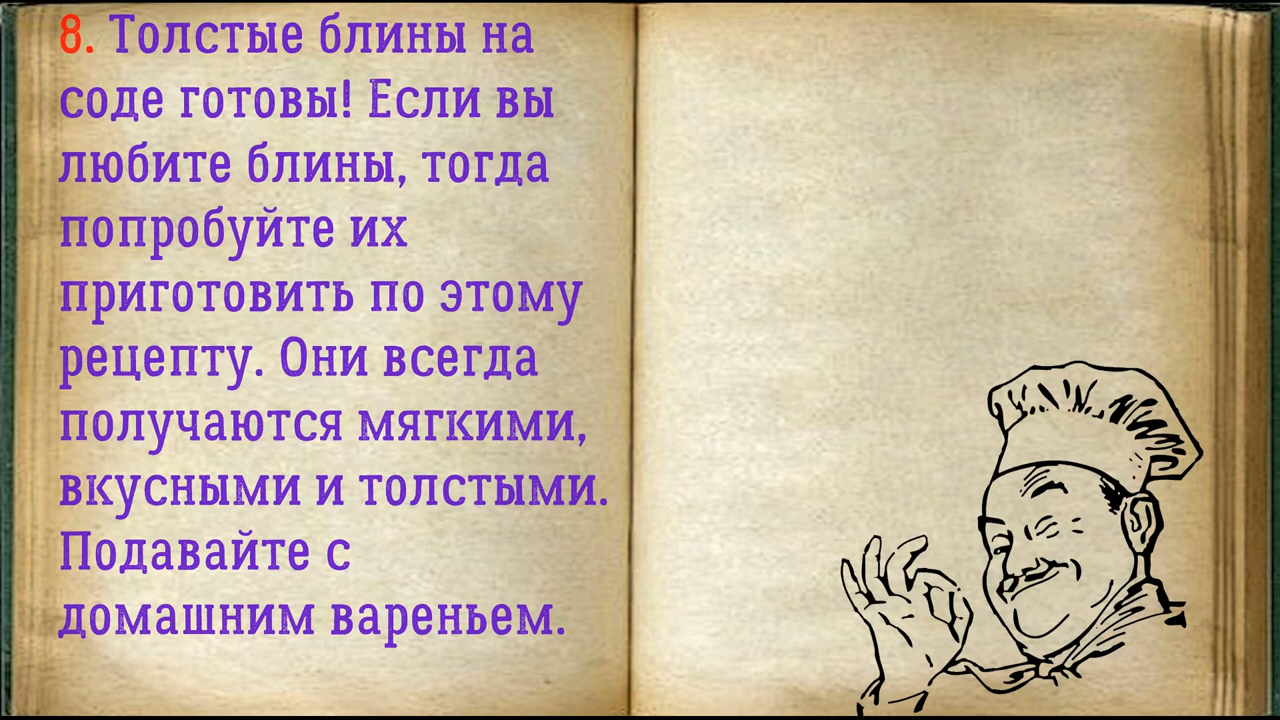 8. Толстые блины на
соде готовы! Если вы
любите блины, тогда
попробуйте их
приготовить по этому
рецепту. Они всегда
получаются мягкими,
вкусными и толстыми.
Подавайте с
домашним вареньем.